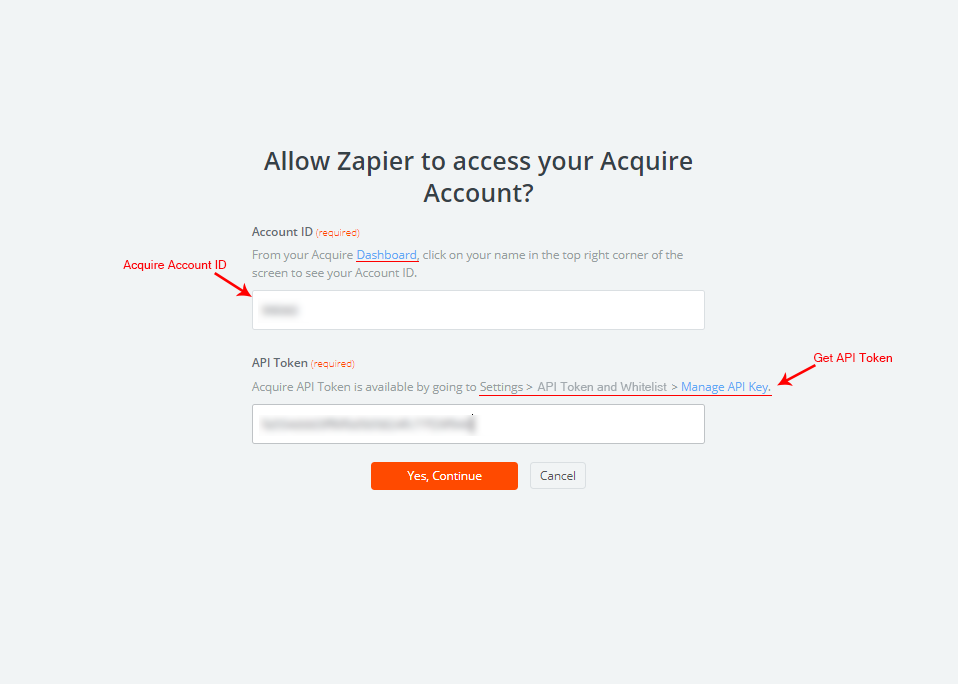 Allow Zapier to access your Acquire
Account?
Account ID (required)
From your Acquire Dashboard, click on your name in the top right corner of the
screen to see your Account ID.
Acquire Account ID
API Token (required)
Get API Token
Acquire API Token is available by going to Settings > API Token and Whitelist > Manage API Key.
Yes, Continue
Cancel